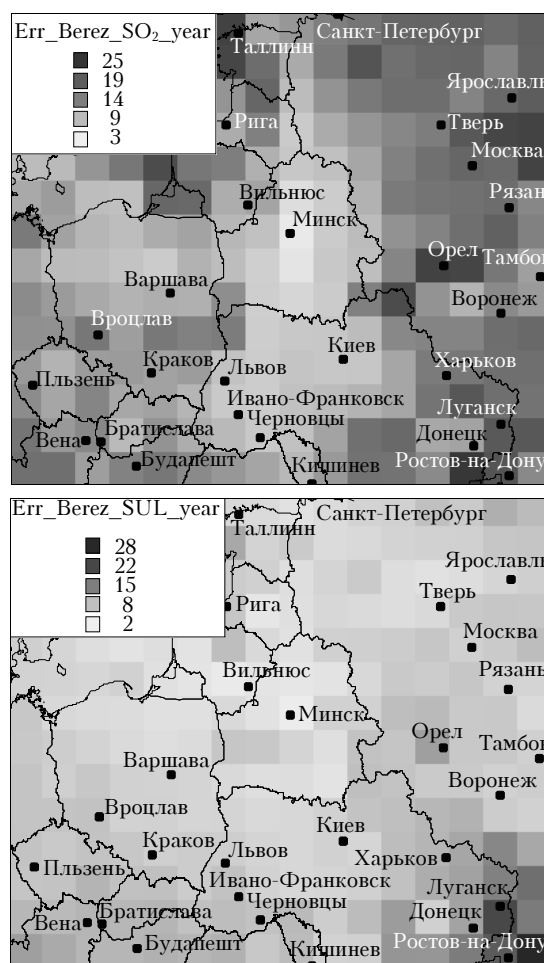 Err_Berez_SO₂_year
25
19
14
9
3
Таллинн
Санкт-Петербург
Ярославль
Рига
Тверь
Москва
Вильнюс
Рязан
Минск
Орел
Тамбов
Варшава
Воронеж
Вроцлав
Киев
Краков
Львов
Харьков
Пльзень
Ивано-Франковск
Черновцы
Луганск
Вена
Братислава
Донецк
Будапешт
Кишинев
Ростов-на-Дону
Err_Berez_SUL_year
28
22
15
8
2
Таллинн
Санкт-Петербург
Ярославль
Рига
Тверь
Москва
Вильнюс
Рязань
Минск
Орел
Тамбов
Варшава
Воронеж
Вроцлав
Киев
Краков
Львов
Харьков
Пльзень
Ивано-Франковск
Черновцы
Луганск
Вена
Братислава
Донецк
Будапешт
Кишинев
Ростов-на-Дону